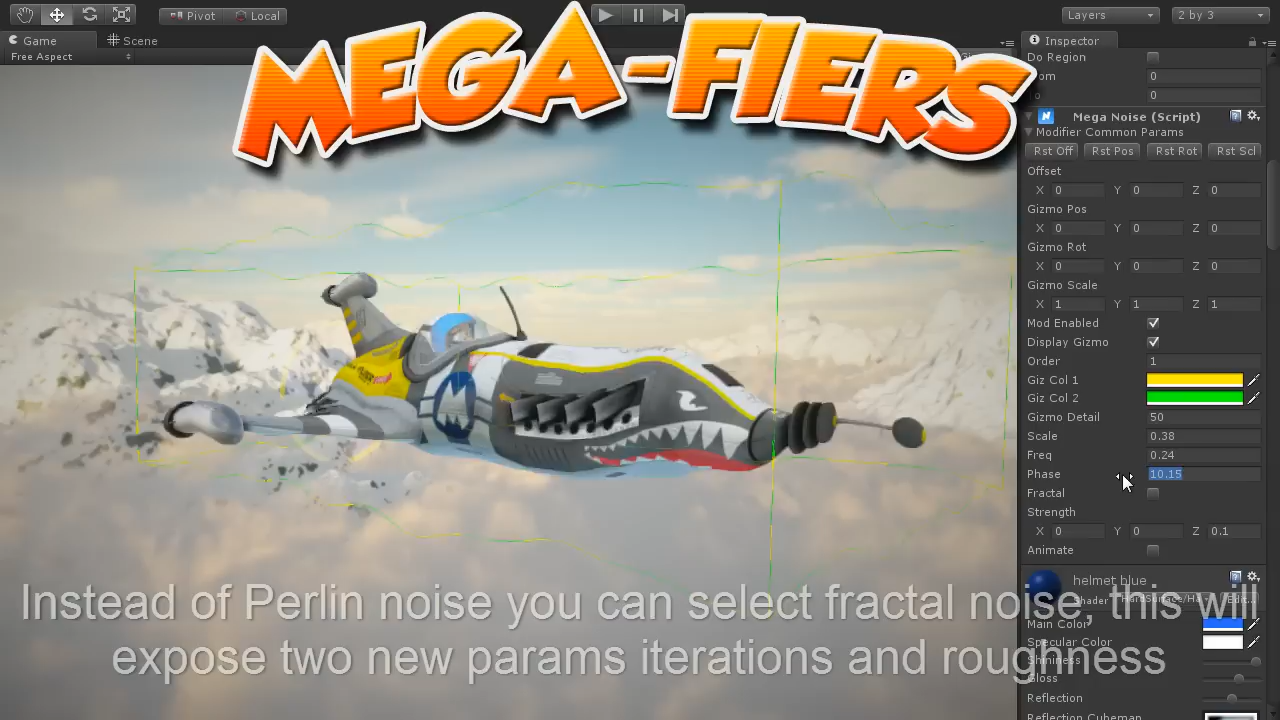 Pivot Local Layers 2 by 3
Game Scene Inspector
Free Aspect
MEGA-FIERS
Do Region
0
0
Mega Noise (Script)
Modifier Common Params
Rst Off Rst Pos Rst Rot Rst Scl
Offset
X 0 Y 0 Z 0
Gizmo Pos
X 0 Y 0 Z 0
Gizmo Rot
X 0 Y 0 Z 0
Gizmo Scale
X 1 Y 1 Z 1
Mod Enabled
Display Gizmo
Order 1
Giz Col 1
Giz Col 2
Gizmo Detail 50
Scale 0.38
Freq 0.24
Phase 10.15
Fractal
Strength
X 0 Y 0 Z 0.1
Animate
helmet blue
Shader Edit...
Instead of Perlin noise you can select fractal noise, this will
expose two new params iterations and roughness
Main Color
Specular Color
Shininess
Gloss
Reflection
Reflection Cubemap